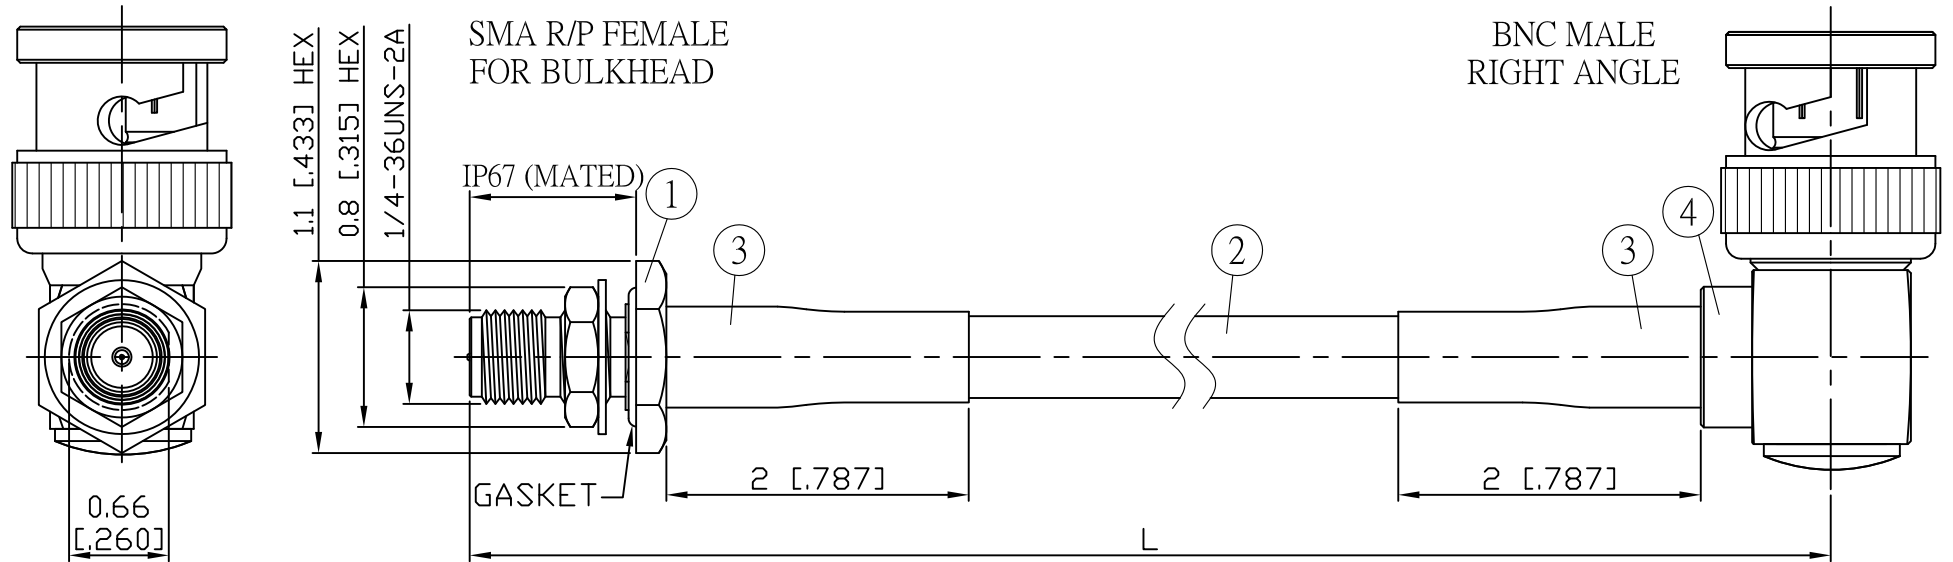 SMA R/P FEMALE
FOR BULKHEAD
BNC MALE
RIGHT ANGLE
1.1 [.433] HEX
0.8 [.315] HEX
1/4-36UNS-2A
IP67 (MATED)
1
3
2
3
4
GASKET
2 [.787]
2 [.787]
0.66
[.260]
L